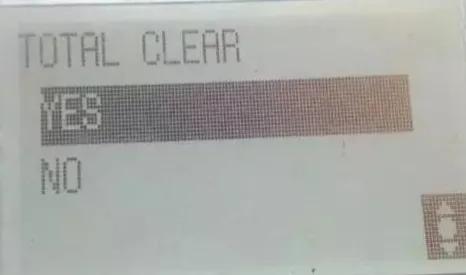 TOTAL CLEAR
YES
NO